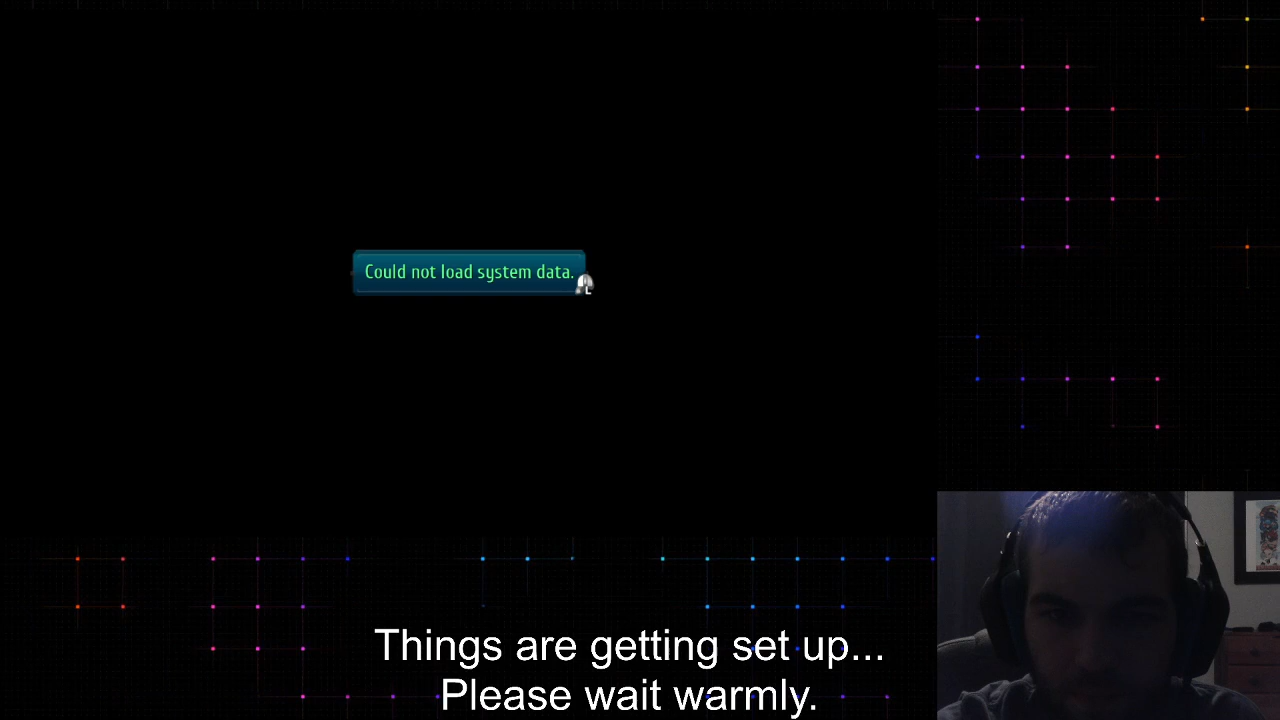 Could not load system data.
Things are getting set up...
Please wait warmly.